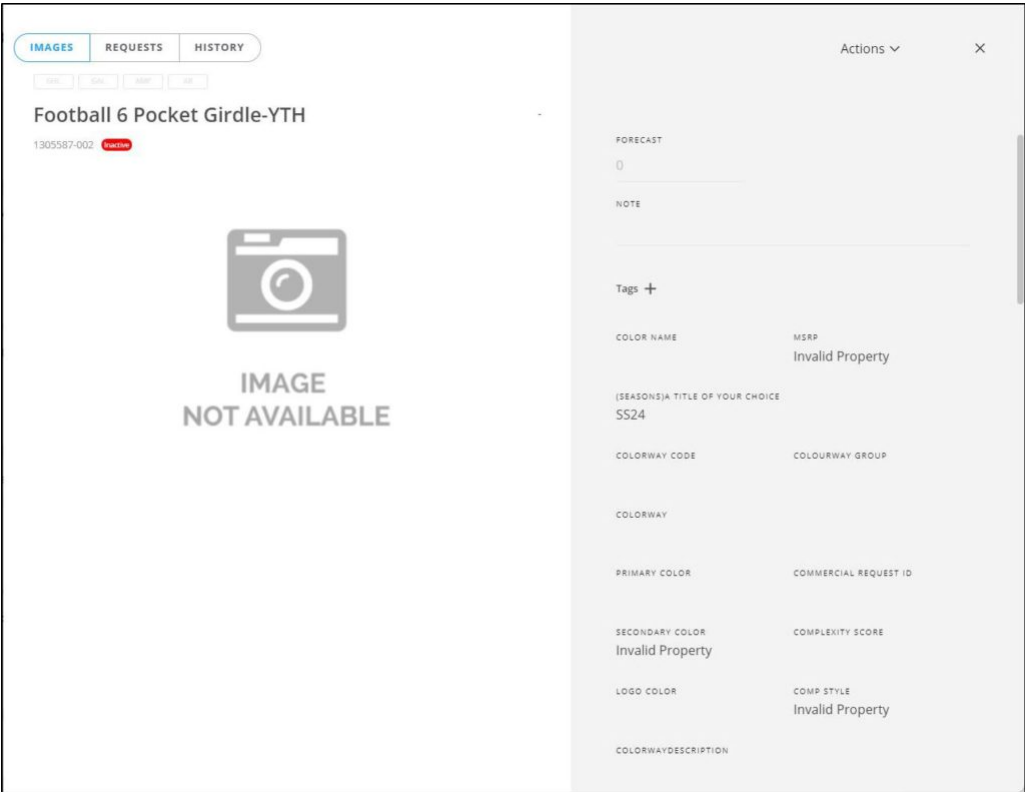 IMAGES REQUESTS HISTORY
Football 6 Pocket Girdle-YTH
-
1305587-002 Inactive
IMAGE
NOT AVAILABLE
Actions
FORECAST
0
NOTE
Tags +
COLOR NAME MSRP
Invalid Property
(SEASONS)A TITLE OF YOUR CHOICE
SS24
COLORWAY CODE COLOURWAY GROUP
COLORWAY
PRIMARY COLOR COMMERCIAL REQUEST ID
SECONDARY COLOR COMPLEXITY SCORE
Invalid Property
LOGO COLOR COMP STYLE
Invalid Property
COLORWAYDESCRIPTION